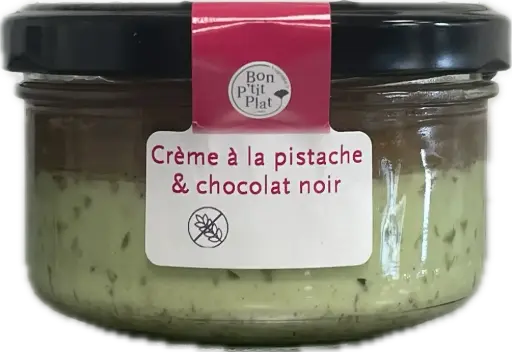 Bon
P'tit
Plat
Crème à la pistache
& chocolat noir